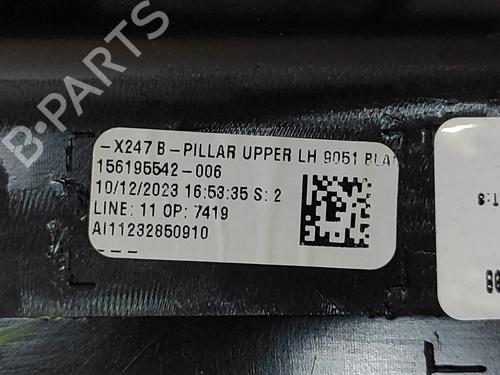 -X247 B-PILLAR UPPER LH 9051 BLA
156195542-006
10/12/2023 16:53:35 S: 2
LINE: 11 OP: 7419
AI11232850910
T:8
B-PARTS